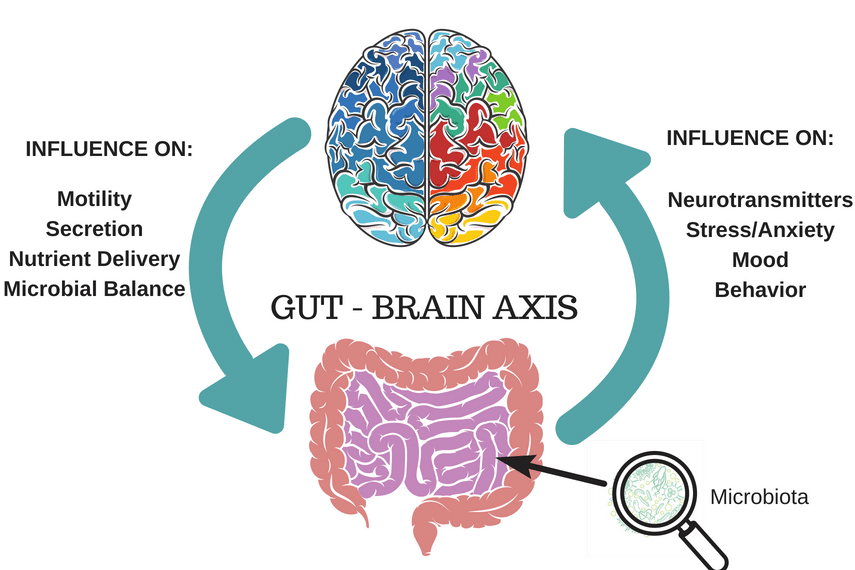 INFLUENCE ON:
Motility
Secretion
Nutrient Delivery
Microbial Balance
INFLUENCE ON:
Neurotransmitters
Stress/Anxiety
Mood
Behavior
GUT - BRAIN AXIS
Microbiota